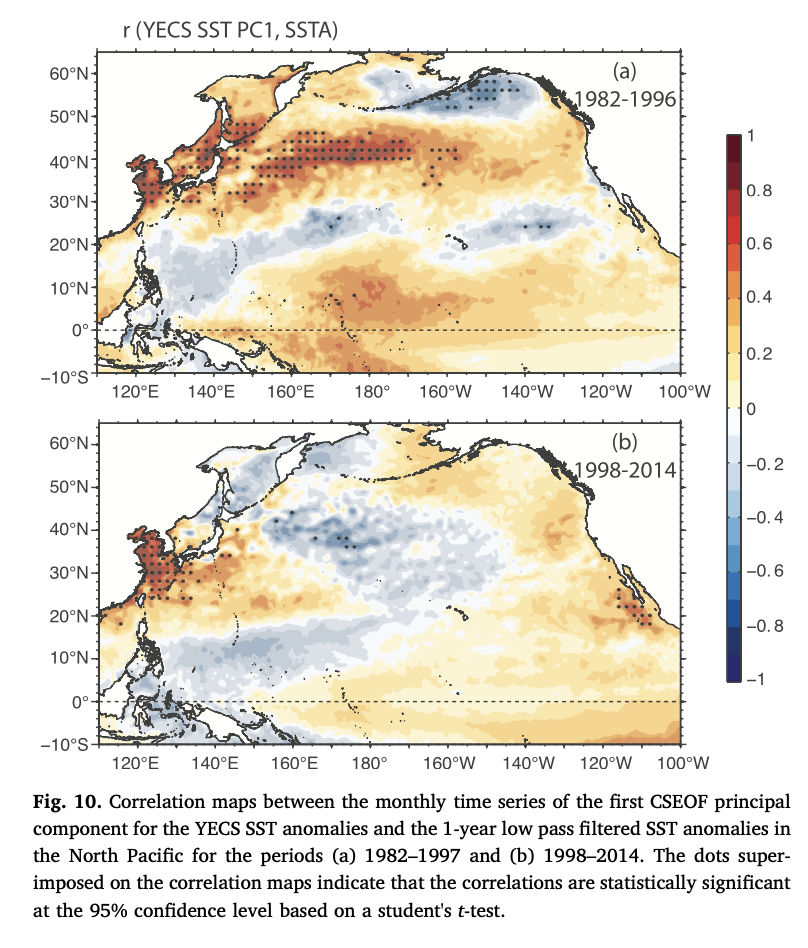 r (YECS SST PC1, SSTA)
60°N
50°N
40°N
30°N
20°N
10°N
0°
−10°S
(a)
1982-1996
120°E 140°E 160°E 180° 160°W 140°W 120°W 100°W
60°N
50°N
40°N
30°N
20°N
10°N
0°
−10°S
(b)
1998-2014
120°E 140°E 160°E 180° 160°W 140°W 120°W 100°W
1
0.8
0.6
0.4
0.2
0
−0.2
−0.4
−0.6
−0.8
−1
Fig. 10. Correlation maps between the monthly time series of the first CSEOF principal
component for the YECS SST anomalies and the 1-year low pass filtered SST anomalies in
the North Pacific for the periods (a) 1982–1997 and (b) 1998–2014. The dots super-
imposed on the correlation maps indicate that the correlations are statistically significant
at the 95% confidence level based on a student's t-test.